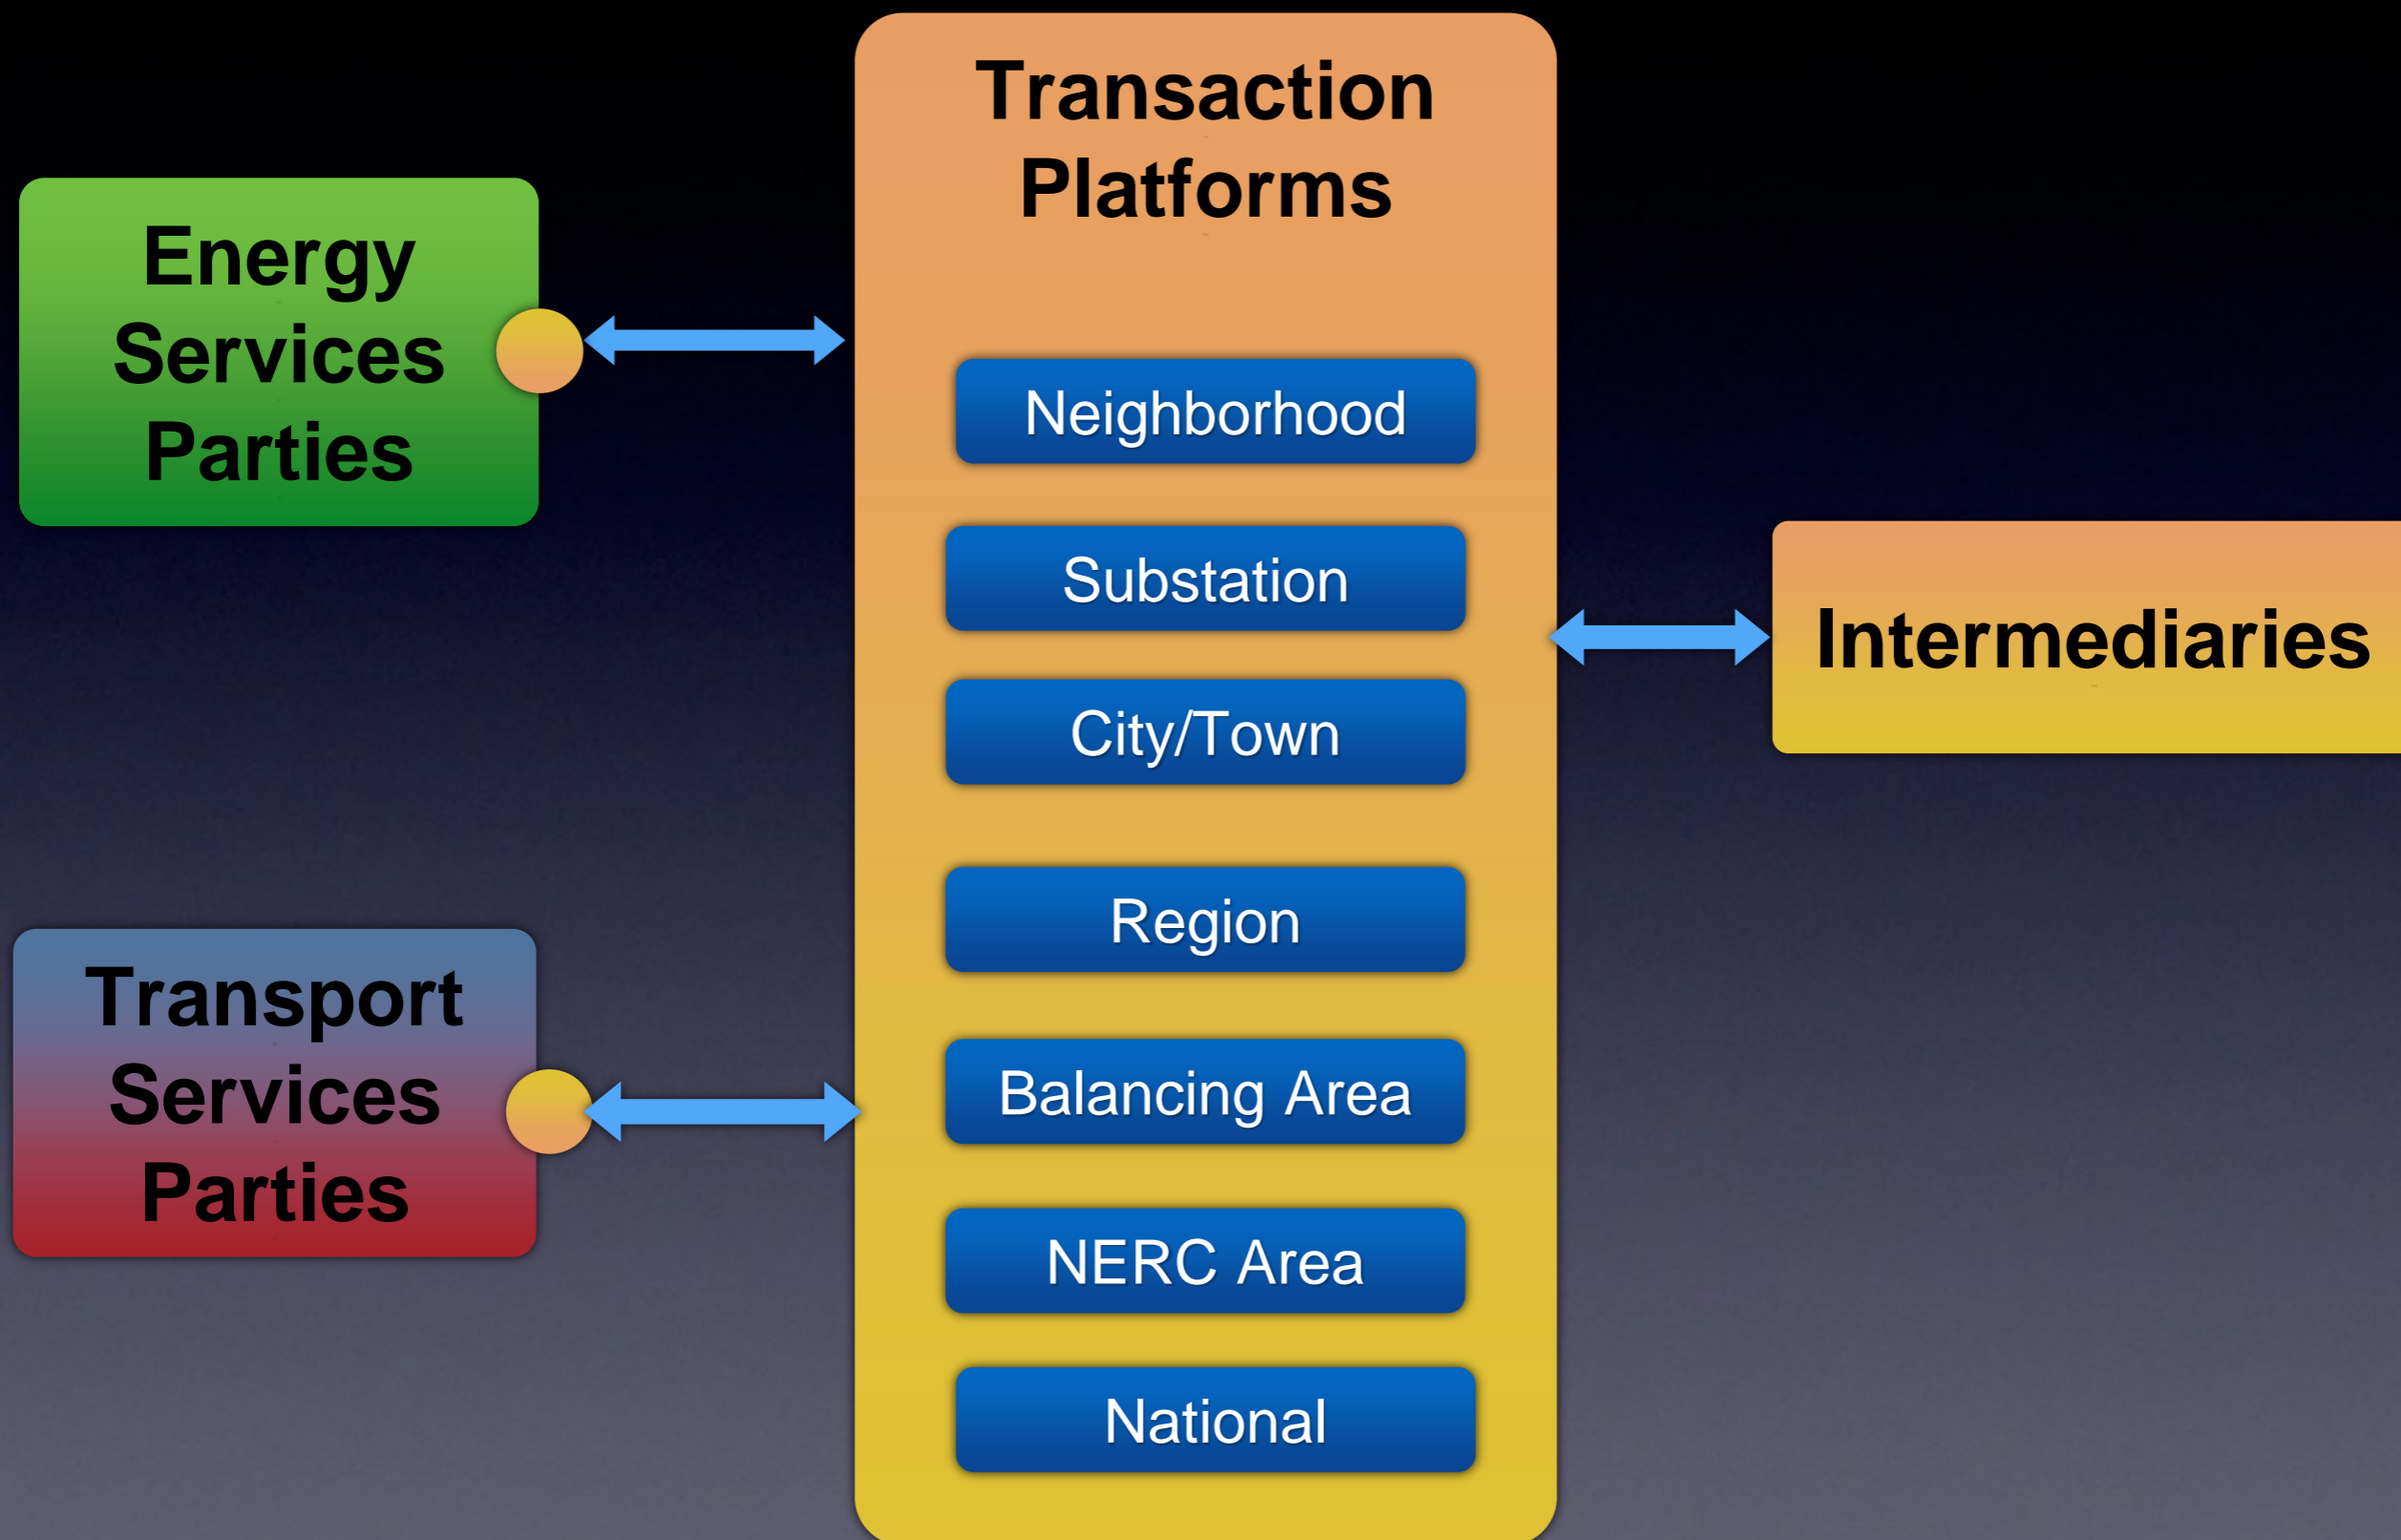 Transaction
Platforms
Energy
Services
Parties
Neighborhood
Substation
City/Town
Intermediaries
Region
Transport
Services
Parties
Balancing Area
NERC Area
National